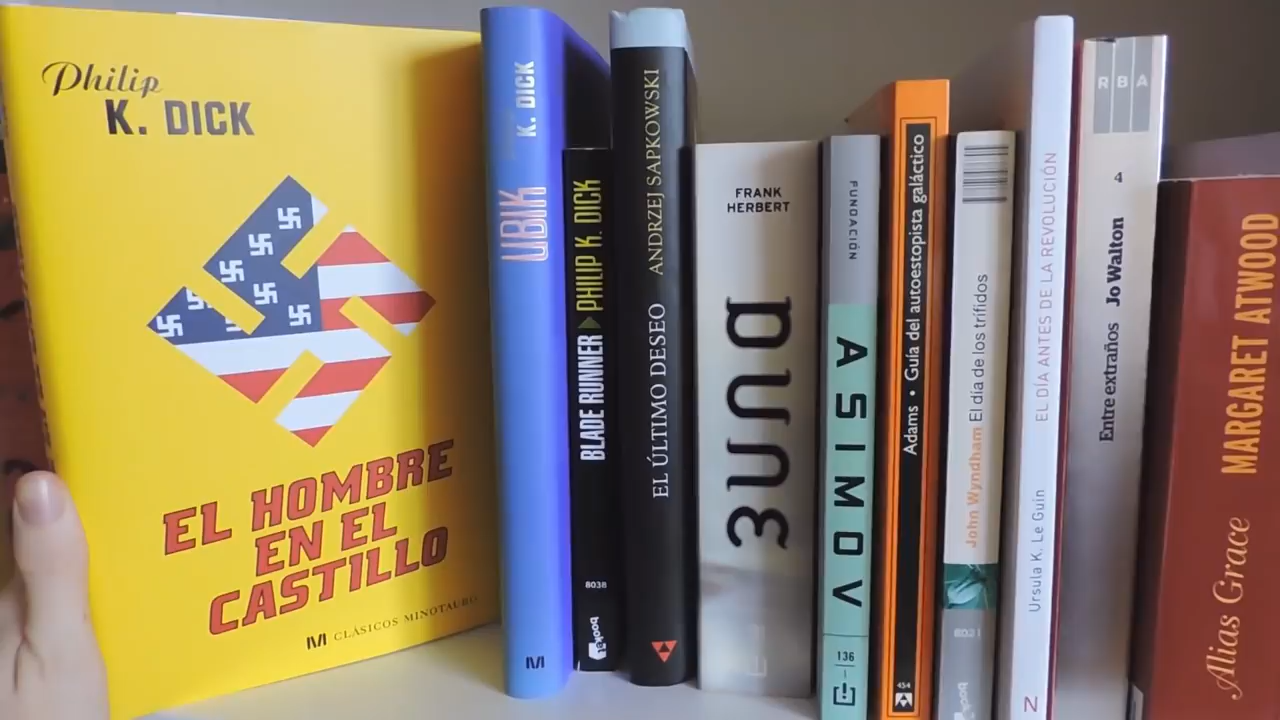 Philip
K. DICK
EL HOMBRE
EN EL
CASTILLO
M CLÁSICOS MINOTAURO
UBIK
K. DICK
M
BLADE RUNNER PHILIP K. DICK
8038
booket
EL ÚLTIMO DESEO ANDRZEJ SAPKOWSKI
FRANK
HERBERT
DUNE
FUNDACIÓN
ASIMOV
136
Adams • Guía del autoestopista galáctico
454
John Wyndham El día de los trífidos
8021
booket
Ursula K. Le Guin EL DÍA ANTES DE LA REVOLUCIÓN
N
RBA
4
Entre extraños Jo Walton
Alias Grace MARGARET ATWOOD